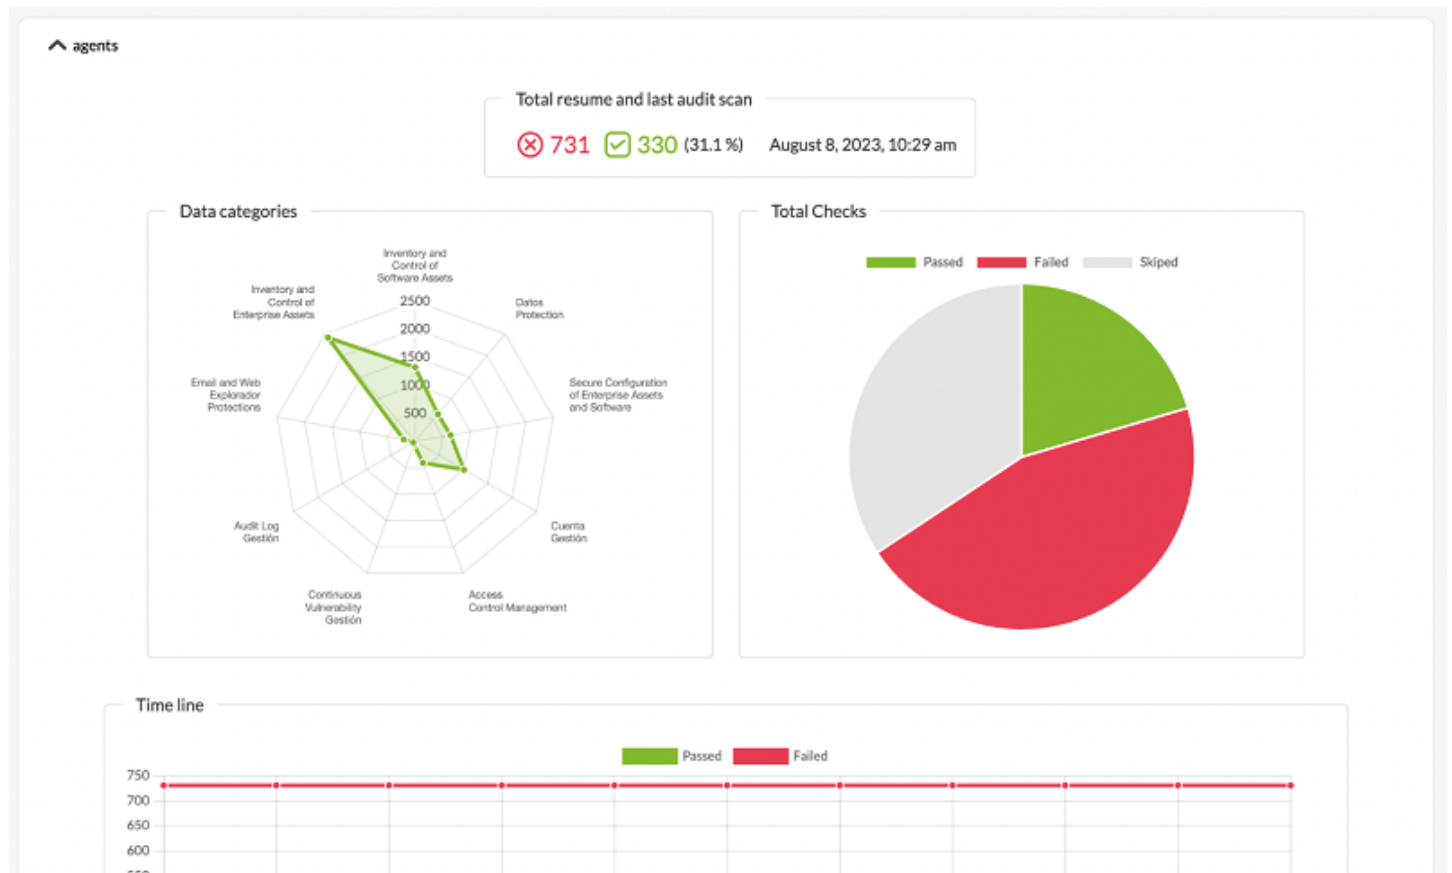 agents
Total resume and last audit scan
731 330 (31.1 %) August 8, 2023, 10:29 am
Data categories
Inventory and
Control of
Software Assets
Inventory and
Control of
Enterprise Assets
Datos
Protection
2500
2000
1500
1000
500
Email and Web
Explorador
Protections
Secure Configuration
of Enterprise Assets
and Software
Audit Log
Gestión
Cuenta
Gestión
Continuous
Vulnerability
Gestión
Access
Control Management
Total Checks
Passed Failed Skiped
Time line
Passed Failed
750
700
650
600